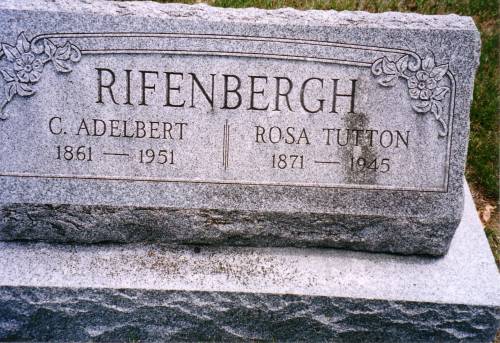 RIFENBERGH
C. ADELBERT
1861 — 1951
ROSA TUTTON
1871 — 1945